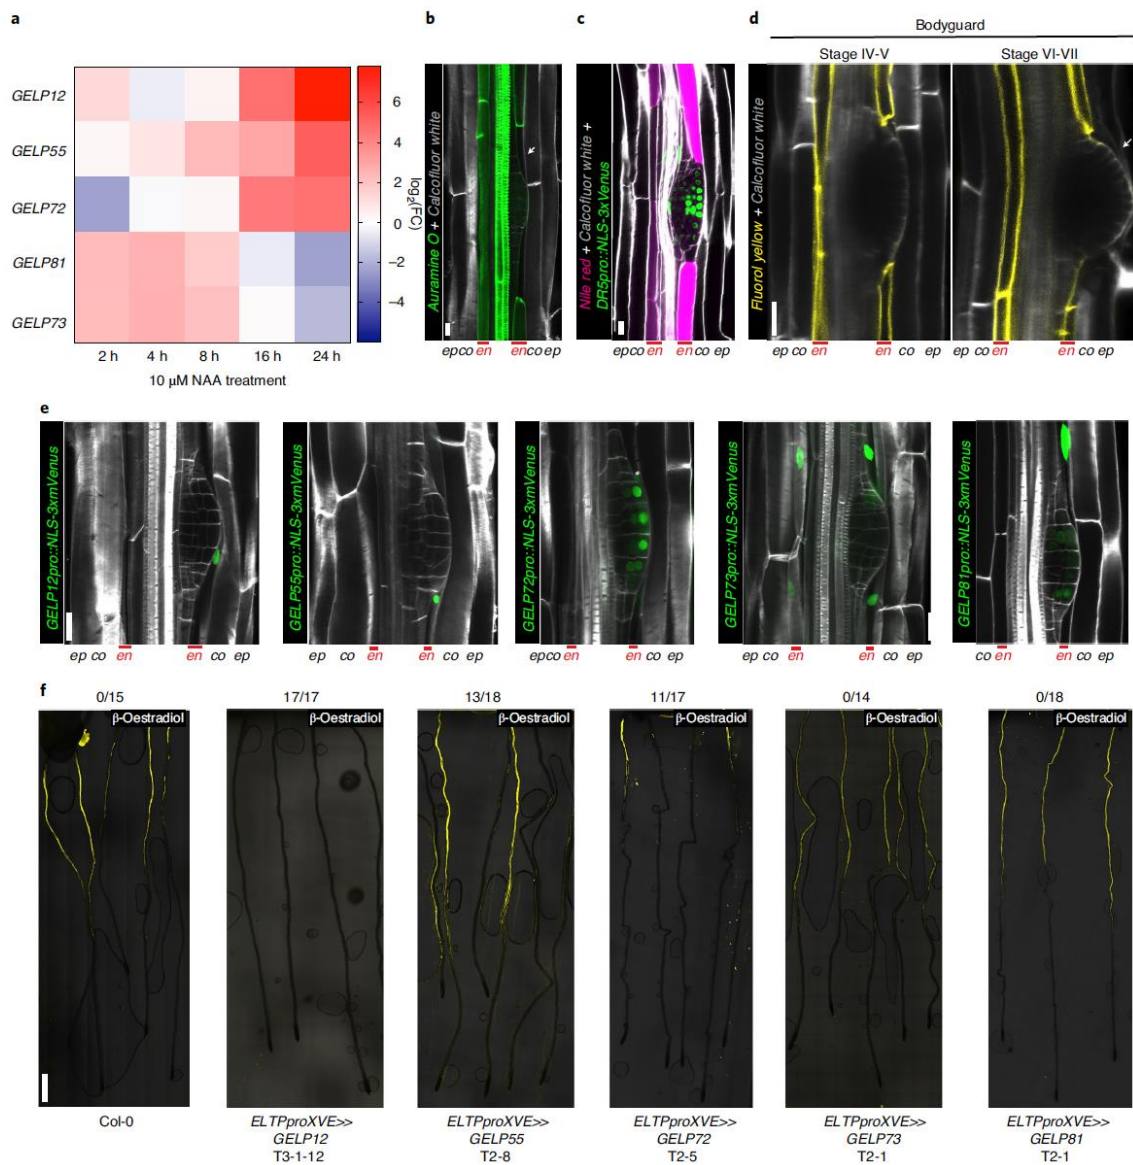 a
GELP12
GELP55
GELP72
GELP81
GELP73
2 h 4 h 8 h 16 h 24 h
10 μM NAA treatment
6
4
2
0
−2
−4
log2(FC)
b
Auramine O + Calcofluor white
ep co en en co ep
c
Nile red + Calcofluor white +
DR5pro::NLS-3xVenus
epco en en co ep
d
Bodyguard
Stage IV-V Stage VI-VII
Fluorol yellow + Calcofluor white
ep co en en co ep
ep co en en co ep
e
GELP12pro::NLS-3xmVenus
ep co en en co ep
GELP55pro::NLS-3xmVenus
ep co en en co ep
GELP72pro::NLS-3xmVenus
epco en en co ep
GELP73pro::NLS-3xmVenus
ep co en en co ep
GELP81pro::NLS-3xmVenus
co en en co ep
f
0/15 17/17 13/18 11/17 0/14 0/18
β-Oestradiol β-Oestradiol β-Oestradiol β-Oestradiol β-Oestradiol β-Oestradiol
Col-0
ELTPproXVE>>
GELP12
T3-1-12
ELTPproXVE>>
GELP55
T2-8
ELTPproXVE>>
GELP72
T2-5
ELTPproXVE>>
GELP73
T2-1
ELTPproXVE>>
GELP81
T2-1